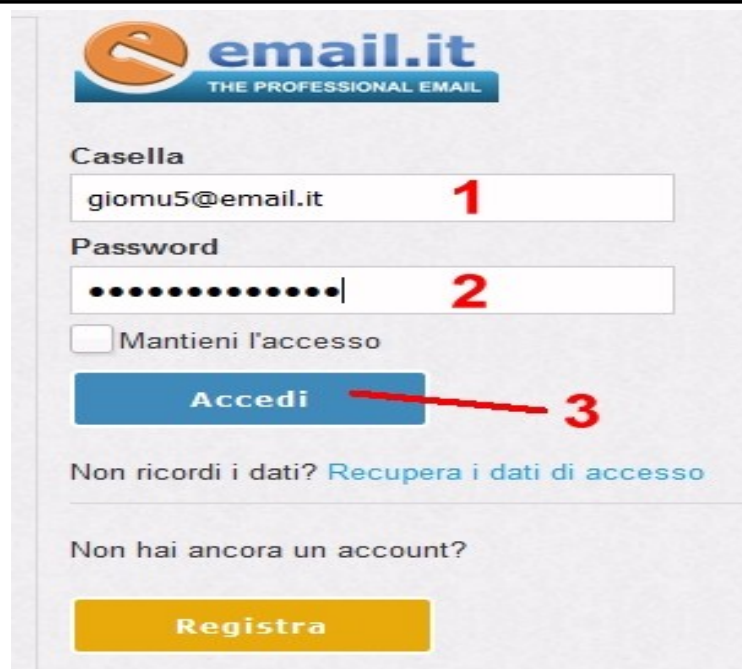 email.it
THE PROFESSIONAL EMAIL
Casella
giomu5@email.it 1
Password
●●●●●●●●●●●●● 2
Mantieni l'accesso
Accedi 3
Non ricordi i dati? Recupera i dati di accesso
Non hai ancora un account?
Registra